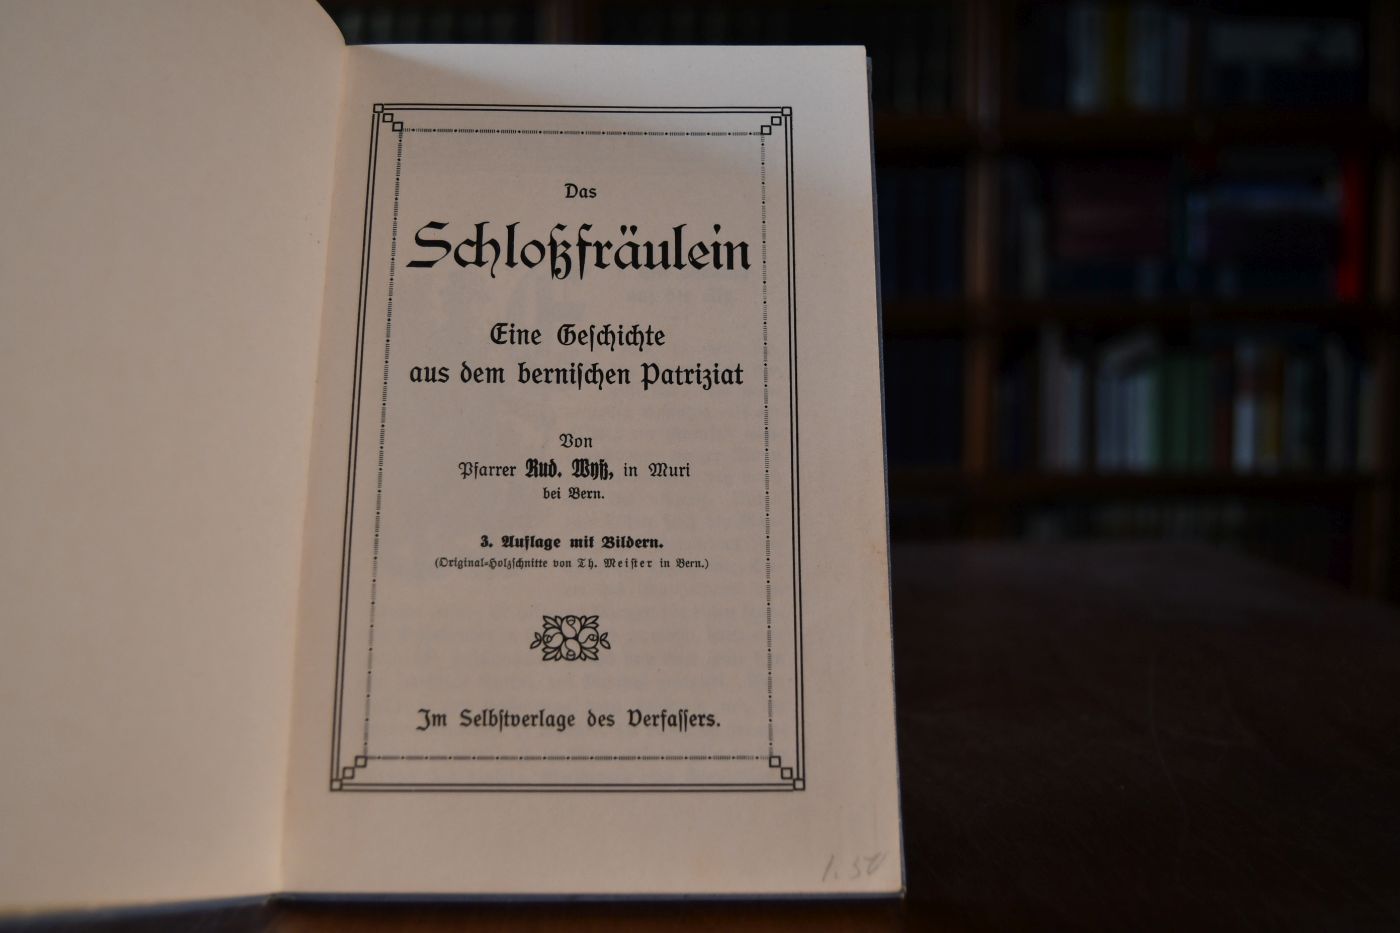 Das
Schloßfräulein
Eine Geschichte
aus dem bernischen Patriziat
Von
Pfarrer Rud. Wyß, in Muri
bei Bern.
3. Auflage mit Bildern.
(Original-Holzschnitte von Th. Meister in Bern.)
Im Selbstverlage des Verfassers.
1.50